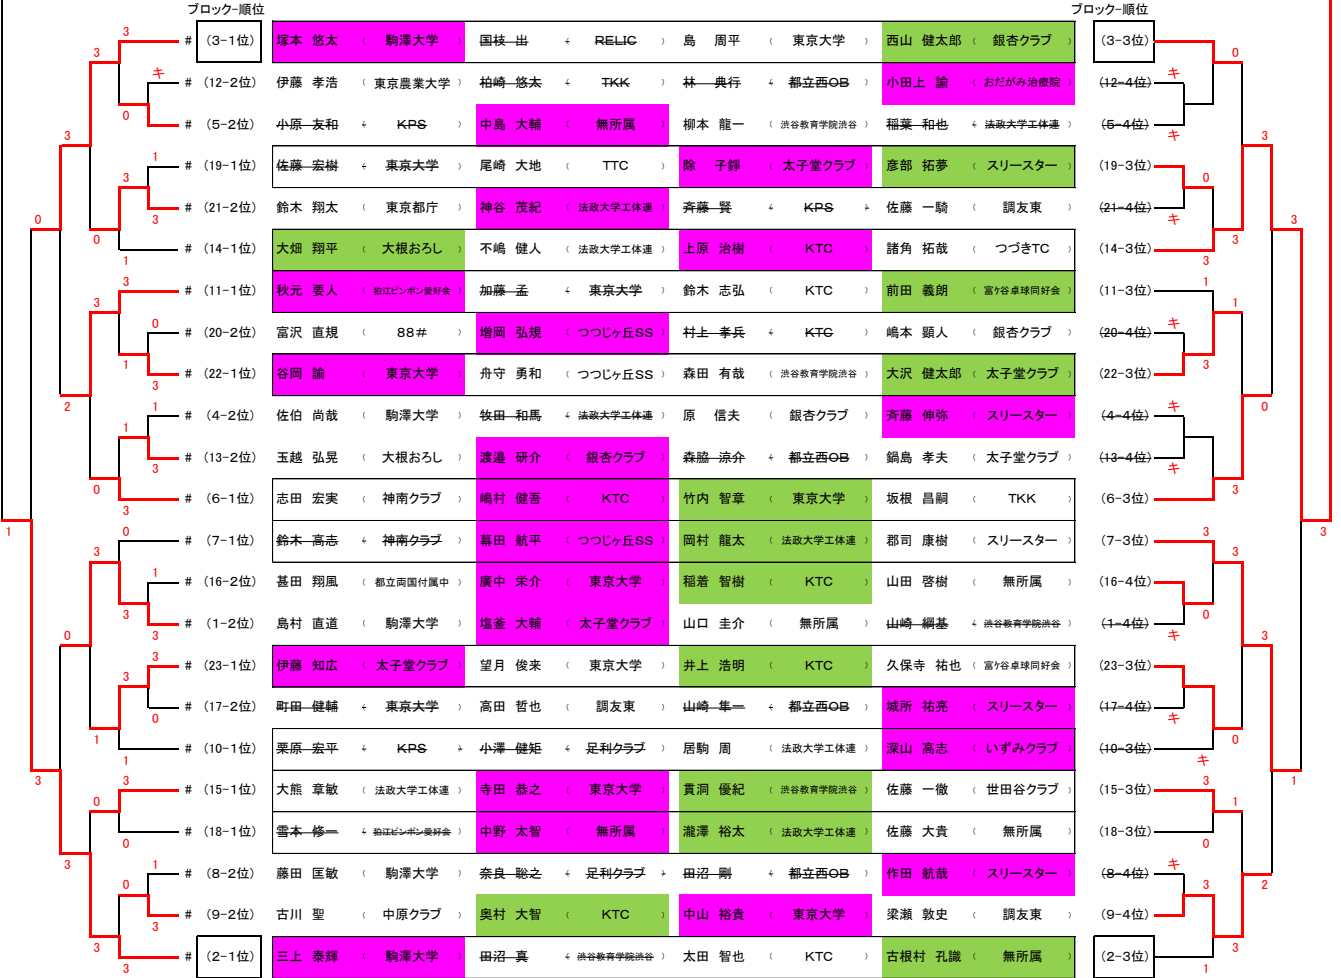 ブロック-順位 ブロック-順位
# (3-1位) 塚本 悠太 ( 駒澤大学 ) 国枝 出 ( RELIC ) 島 周平 ( 東京大学 ) 西山 健太郎 ( 銀杏クラブ ) (3-3位)
# (12-2位) 伊藤 孝浩 ( 東京農業大学 ) 柏崎 悠太 ( TKK ) 林 典行 ( 都立西OB ) 小田上 諭 ( おだがみ治療院 ) (12-4位)
# (5-2位) 小原 友和 ( KPS ) 中島 大輔 ( 無所属 ) 柳本 龍一 ( 渋谷教育学院渋谷 ) 稲葉 和也 ( 法政大学工体連 ) (5-4位)
# (19-1位) 佐藤 宏樹 ( 東京大学 ) 尾崎 大地 ( TTC ) 除 子錚 ( 太子堂クラブ ) 彦部 拓夢 ( スリースター ) (19-3位)
# (21-2位) 鈴木 翔太 ( 東京都庁 ) 神谷 茂紀 ( 法政大学工体連 ) 斉藤 賢 ( KPS ) 佐藤 一騎 ( 調友東 ) (21-4位)
# (14-1位) 大畑 翔平 ( 大根おろし ) 不嶋 健人 ( 法政大学工体連 ) 上原 治樹 ( KTC ) 諸角 拓哉 ( つづきTC ) (14-3位)
# (11-1位) 秋元 要人 ( 狛江ピンポン愛好会 ) 加藤 孟 ( 東京大学 ) 鈴木 志弘 ( KTC ) 前田 義朗 ( 富ケ谷卓球同好会 ) (11-3位)
# (20-2位) 富沢 直規 ( 88# ) 増岡 弘規 ( つつじヶ丘SS ) 村上 孝兵 ( KTC ) 嶋本 顕人 ( 銀杏クラブ ) (20-4位)
# (22-1位) 谷岡 諭 ( 東京大学 ) 舟守 勇和 ( つつじヶ丘SS ) 森田 有哉 ( 渋谷教育学院渋谷 ) 大沢 健太郎 ( 太子堂クラブ ) (22-3位)
# (4-2位) 佐伯 尚哉 ( 駒澤大学 ) 牧田 和馬 ( 法政大学工体連 ) 原 信夫 ( 銀杏クラブ ) 斉藤 伸弥 ( スリースター ) (4-4位)
# (13-2位) 玉越 弘晃 ( 大根おろし ) 渡邉 研介 ( 銀杏クラブ ) 森脇 涼介 ( 都立西OB ) 鍋島 孝夫 ( 太子堂クラブ ) (13-4位)
# (6-1位) 志田 宏実 ( 神南クラブ ) 嶋村 健吾 ( KTC ) 竹内 智章 ( 東京大学 ) 坂根 昌嗣 ( TKK ) (6-3位)
# (7-1位) 鈴木 高志 ( 神南クラブ ) 幕田 航平 ( つつじヶ丘SS ) 岡村 龍太 ( 法政大学工体連 ) 郡司 康樹 ( スリースター ) (7-3位)
# (16-2位) 甚田 翔風 ( 都立両国付属中 ) 廣中 栄介 ( 東京大学 ) 稲着 智樹 ( KTC ) 山田 啓樹 ( 無所属 ) (16-4位)
# (1-2位) 島村 直道 ( 駒澤大学 ) 塩釜 大輔 ( 太子堂クラブ ) 山口 圭介 ( 無所属 ) 山崎 綱基 ( 渋谷教育学院渋谷 ) (1-4位)
# (23-1位) 伊藤 知広 ( 太子堂クラブ ) 望月 俊来 ( 東京大学 ) 井上 浩明 ( KTC ) 久保寺 祐也 ( 富ケ谷卓球同好会 ) (23-3位)
# (17-2位) 町田 健輔 ( 東京大学 ) 高田 哲也 ( 調友東 ) 山崎 隼一 ( 都立西OB ) 城所 祐亮 ( スリースター ) (17-4位)
# (10-1位) 栗原 宏平 ( KPS ) 小澤 健矩 ( 足利クラブ ) 居駒 周 ( 法政大学工体連 ) 深山 高志 ( いずみクラブ ) (10-3位)
# (15-1位) 大熊 章敏 ( 法政大学工体連 ) 寺田 恭之 ( 東京大学 ) 貫洞 優紀 ( 渋谷教育学院渋谷 ) 佐藤 一徹 ( 世田谷クラブ ) (15-3位)
# (18-1位) 雪本 修一 ( 狛江ピンポン愛好会 ) 中野 太智 ( 無所属 ) 瀧澤 裕太 ( 法政大学工体連 ) 佐藤 大貴 ( 無所属 ) (18-3位)
# (8-2位) 藤田 匡敏 ( 駒澤大学 ) 奈良 聡之 ( 足利クラブ ) 田沼 剛 ( 都立西OB ) 作田 航哉 ( スリースター ) (8-4位)
# (9-2位) 古川 聖 ( 中原クラブ ) 奥村 大智 ( KTC ) 中山 裕貴 ( 東京大学 ) 梁瀬 敦史 ( 調友東 ) (9-4位)
# (2-1位) 三上 泰輝 ( 駒澤大学 ) 田沼 真 ( 渋谷教育学院渋谷 ) 太田 智也 ( KTC ) 古根村 孔識 ( 無所属 ) (2-3位)